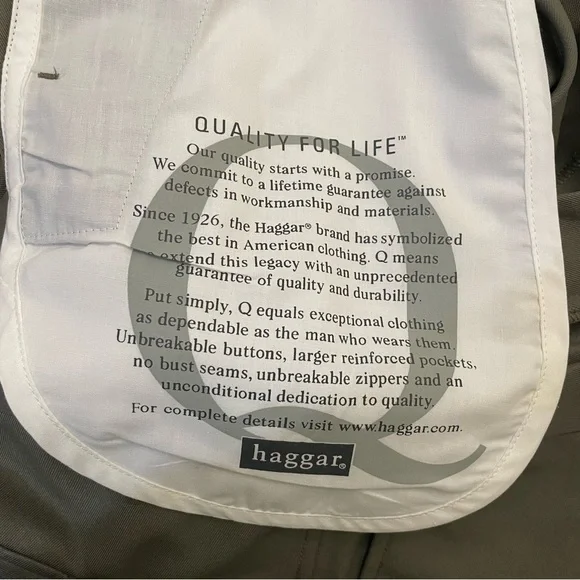 QUALITY FOR LIFE™
Our quality starts with a promise.
We commit to a lifetime guarantee against
defects in workmanship and materials.
Since 1926, the Haggar® brand has symbolized
the best in American clothing. Q means
extend this legacy with an unprecedented
guarantee of quality and durability.
Put simply, Q equals exceptional clothing
as dependable as the man who wears them.
Unbreakable buttons, larger reinforced pockets,
no bust seams, unbreakable zippers and an
unconditional dedication to quality.
For complete details visit www.haggar.com.
haggar®
Q